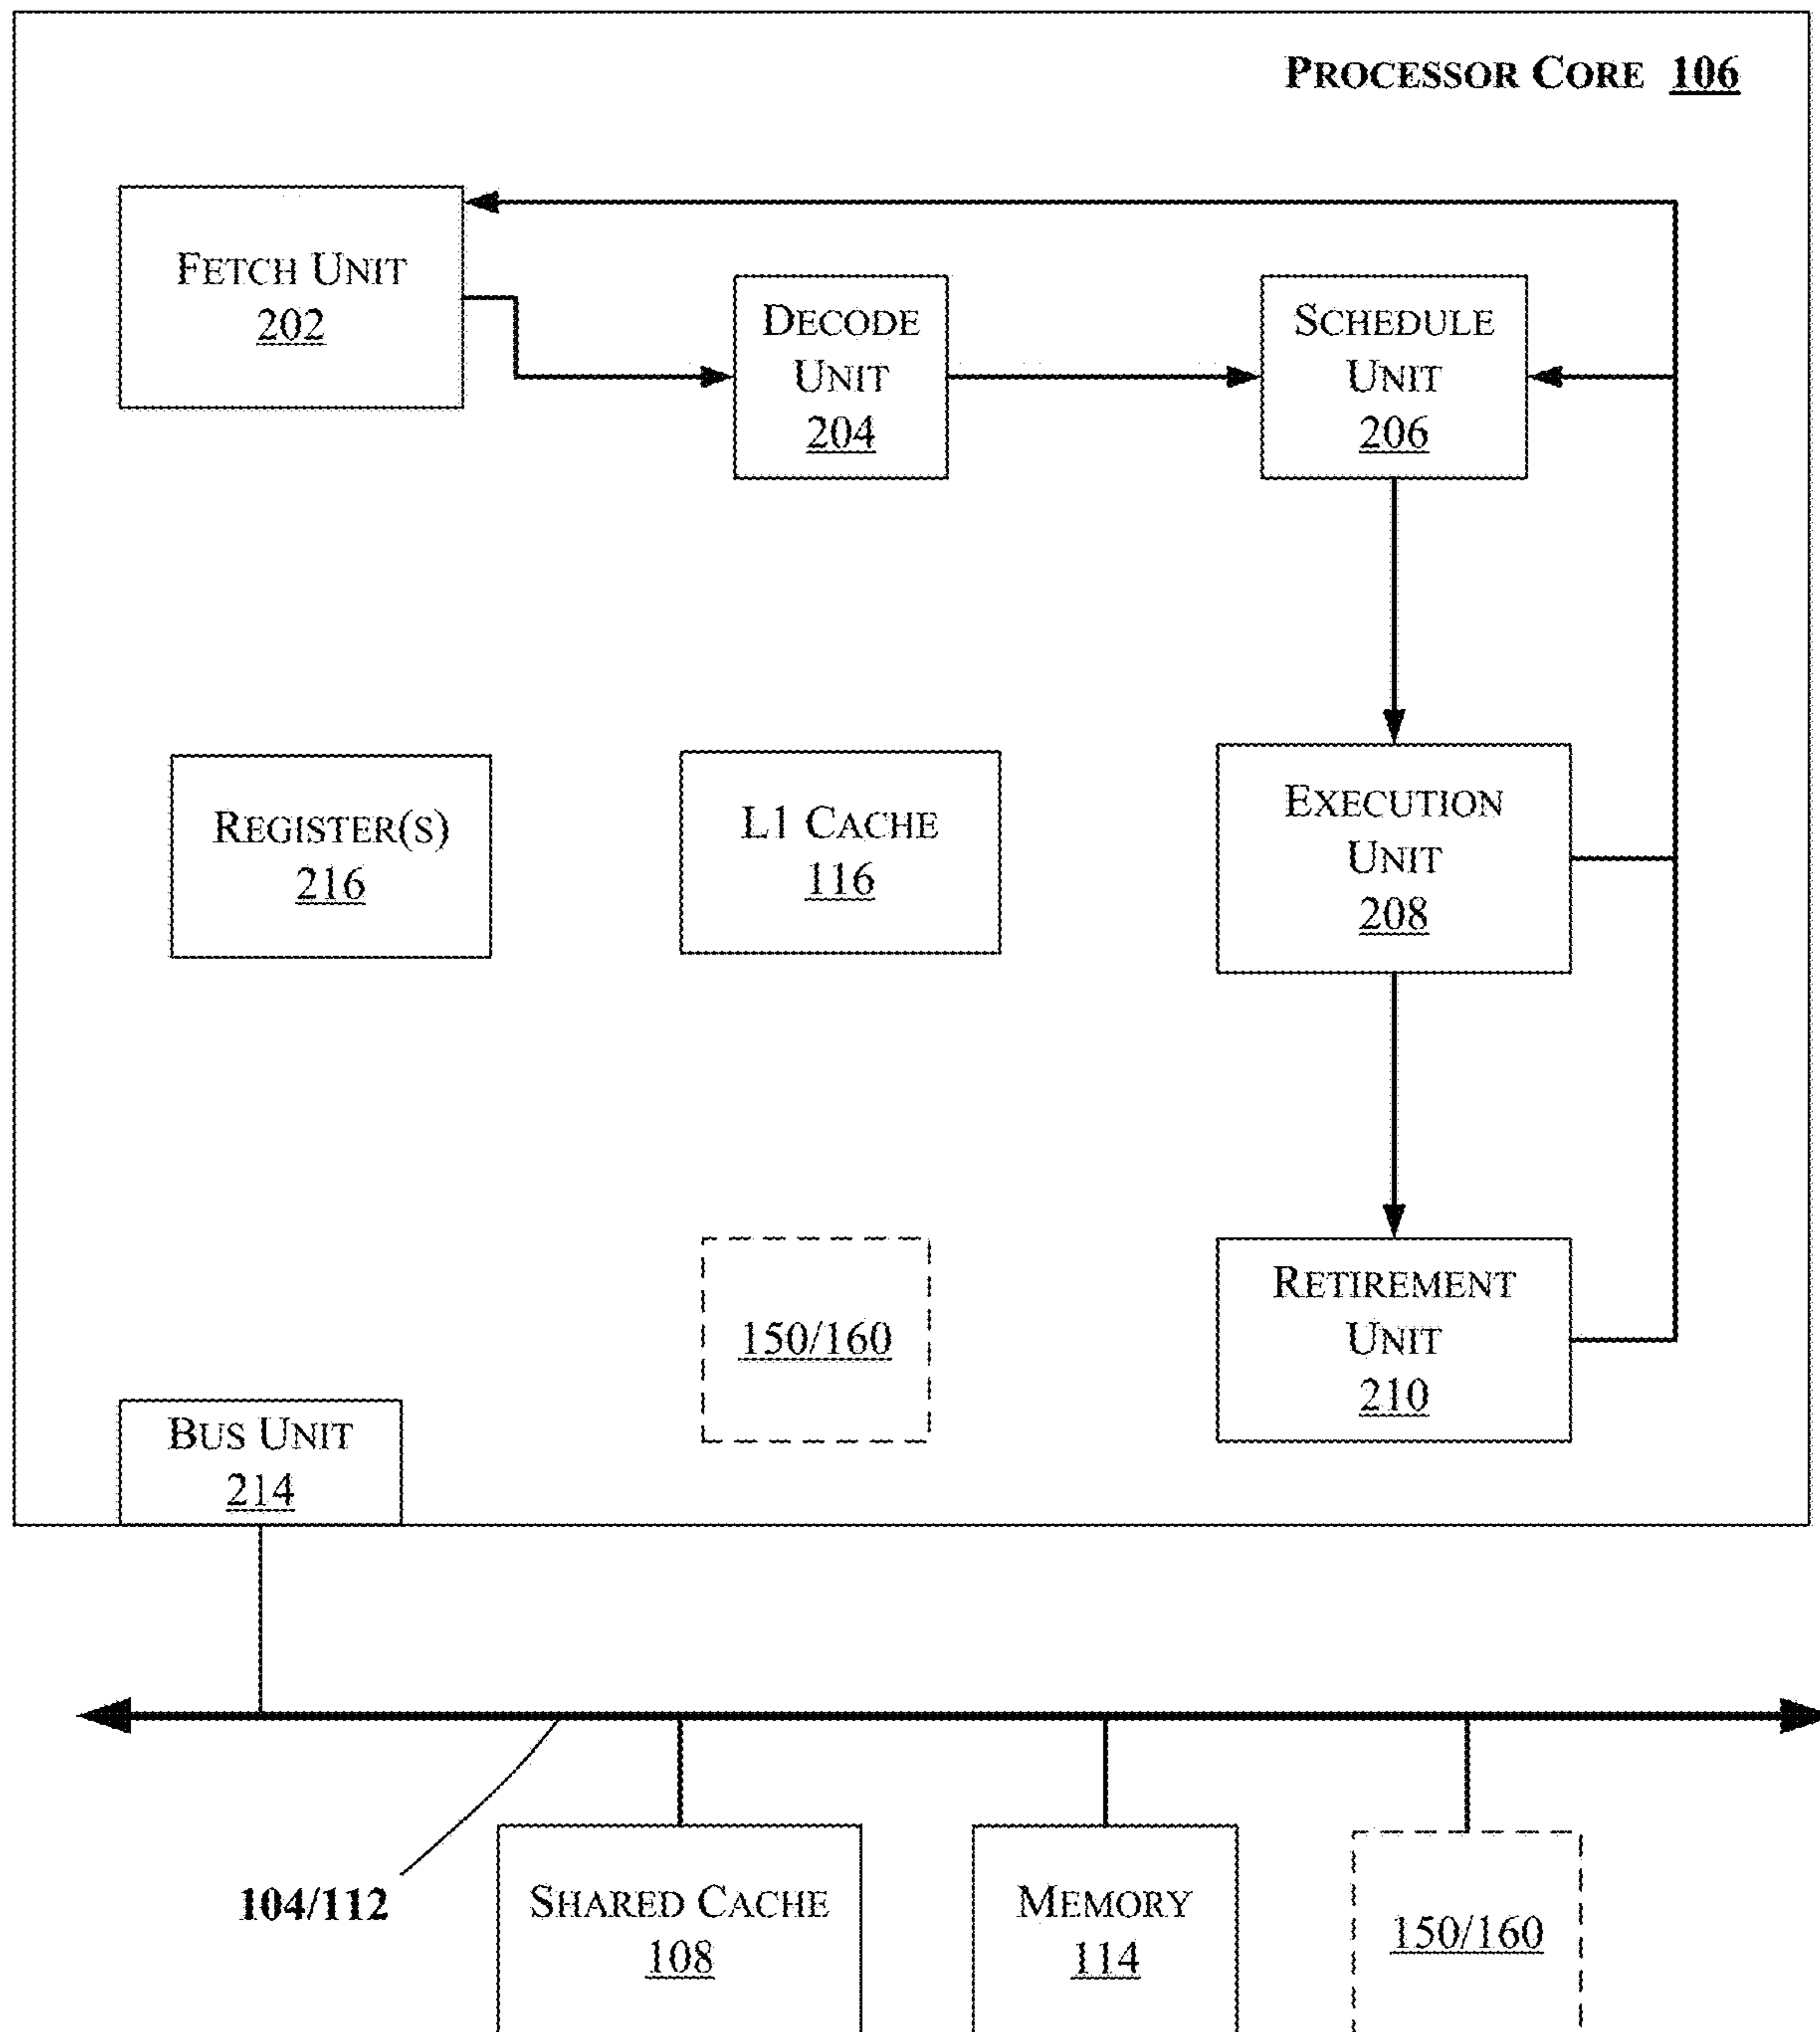 PROCESSOR CORE 106
FETCH UNIT
202
DECODE
UNIT
204
SCHEDULE
UNIT
206
REGISTER(S)
216
L1 CACHE
116
EXECUTION
UNIT
208
150/160
RETIREMENT
UNIT
210
BUS UNIT
214
104/112
SHARED CACHE
108
MEMORY
114
150/160